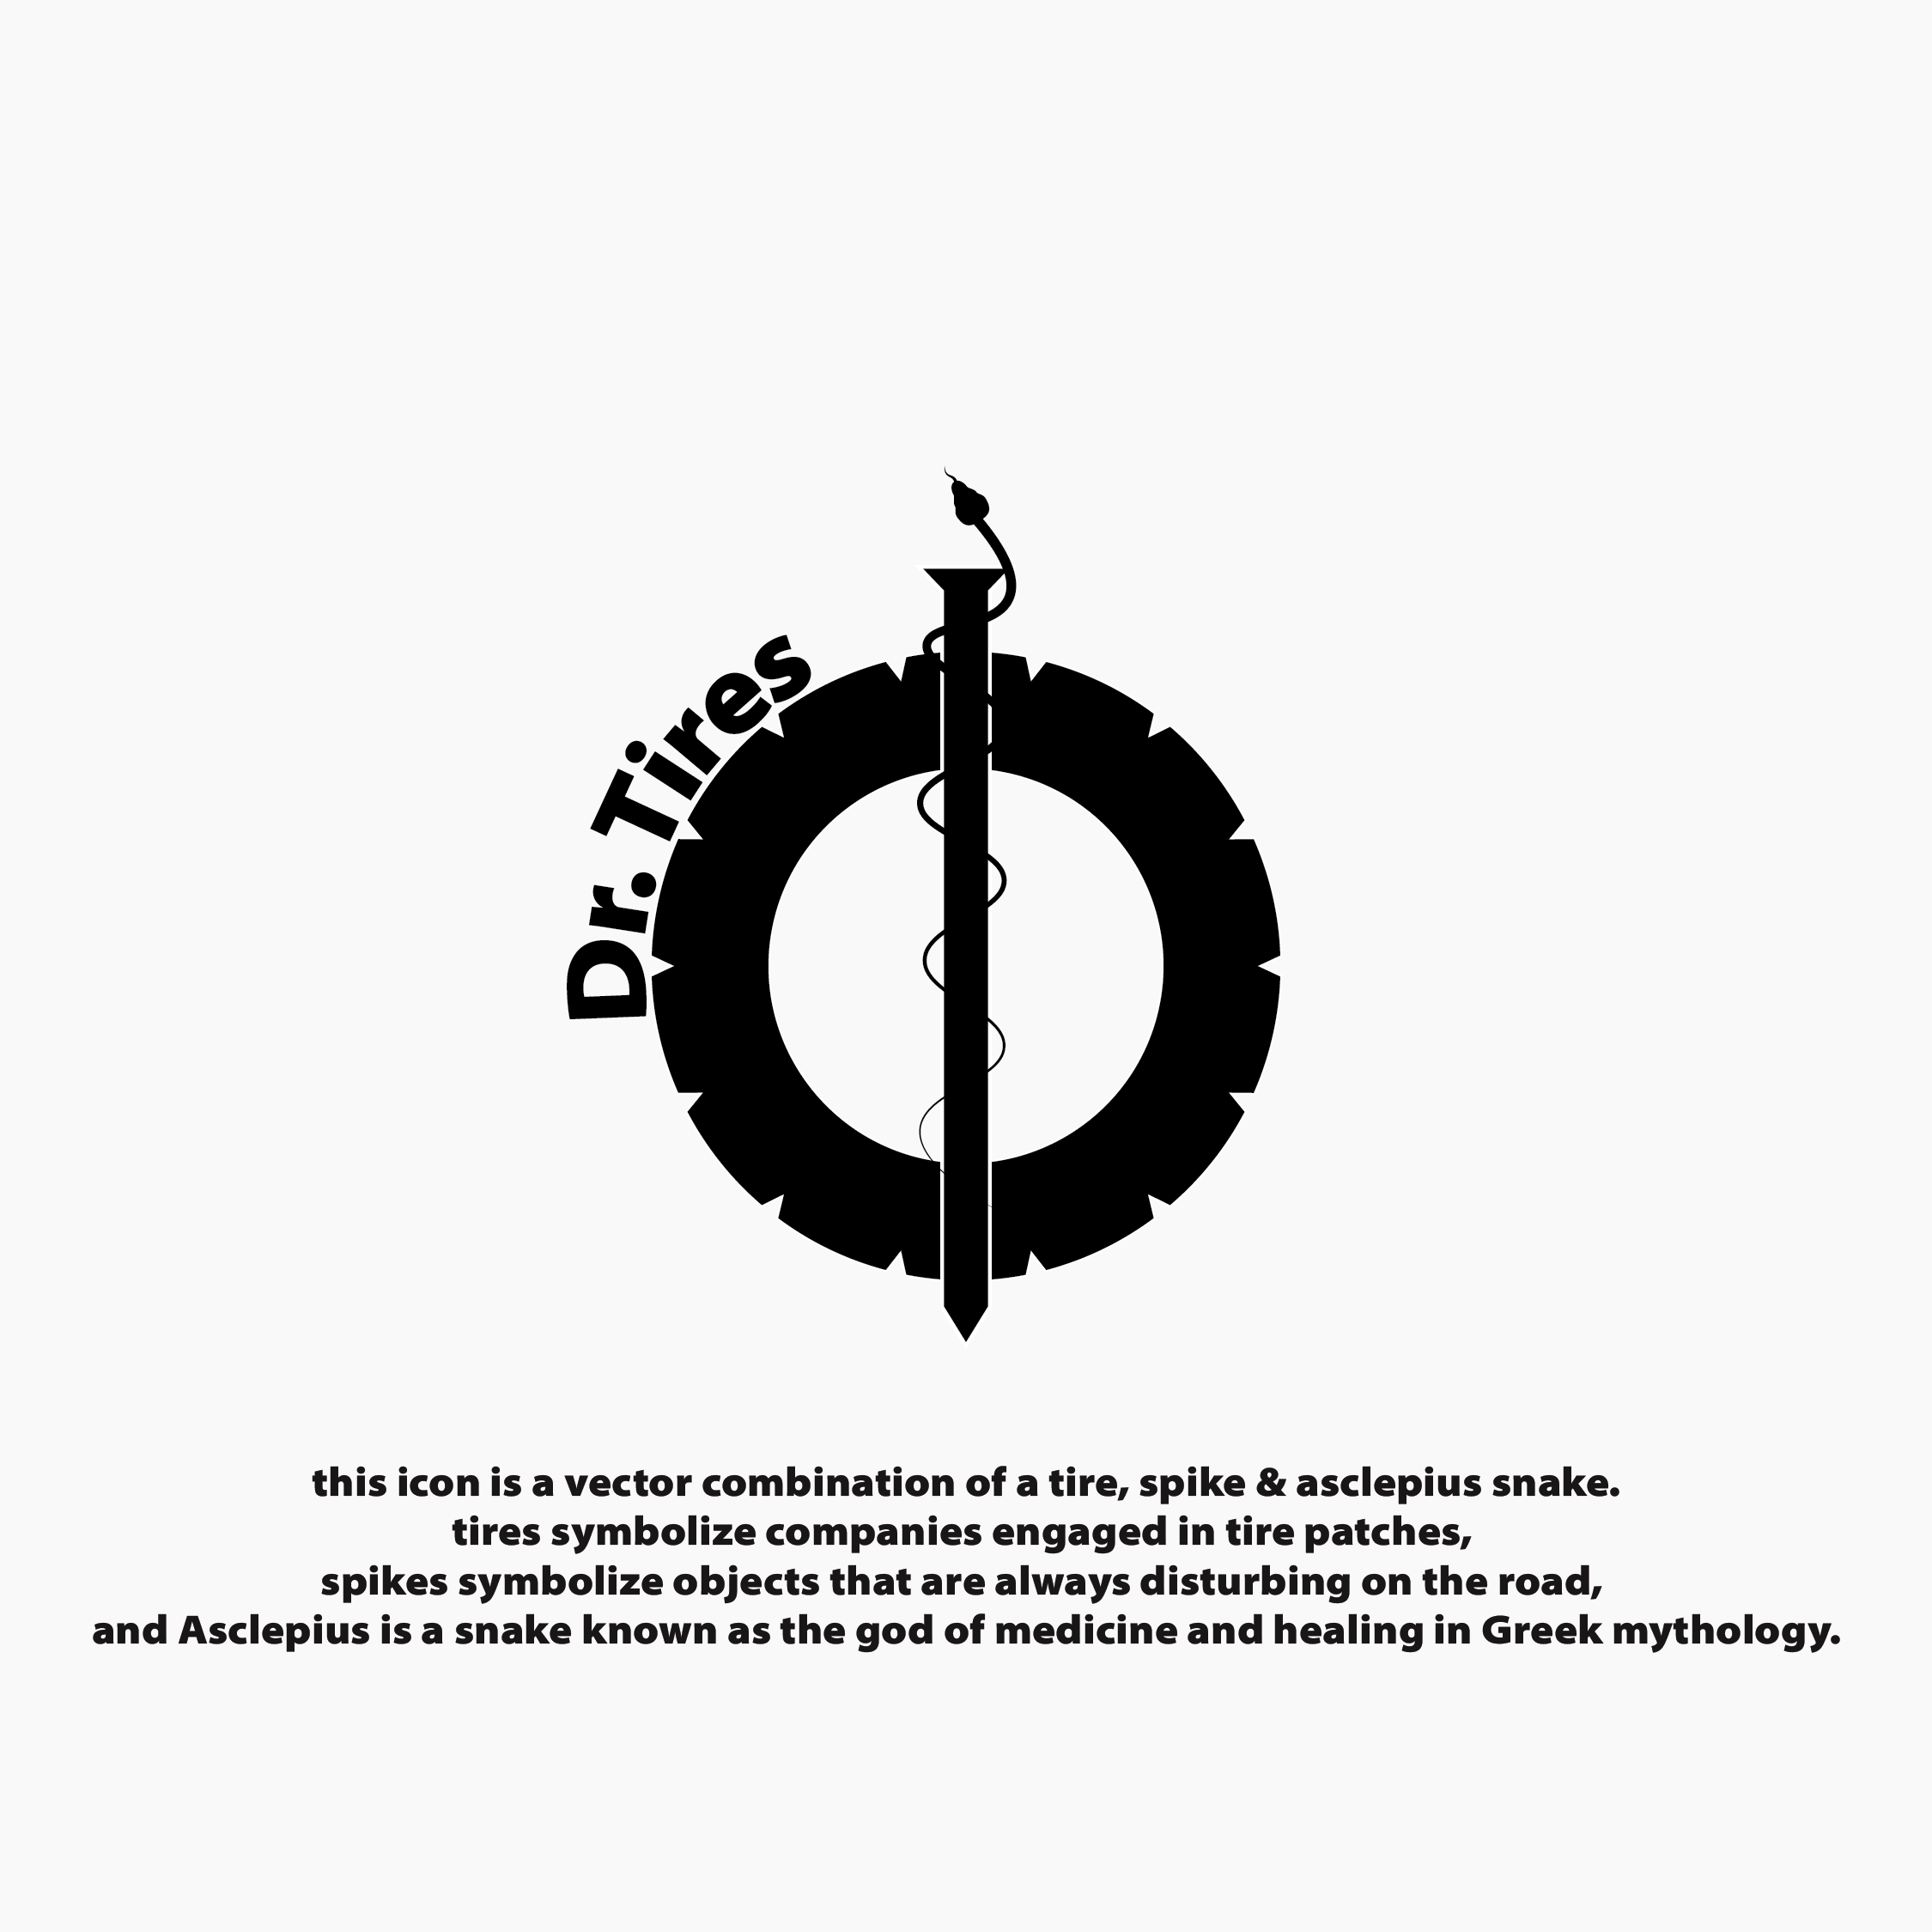 Dr. Tires
this icon is a vector combination of a tire, spike & asclepius snake.
tires symbolize companies engaged in tire patches,
spikes symbolize objects that are always disturbing on the road,
and Asclepius is a snake known as the god of medicine and healing in Greek mythology.